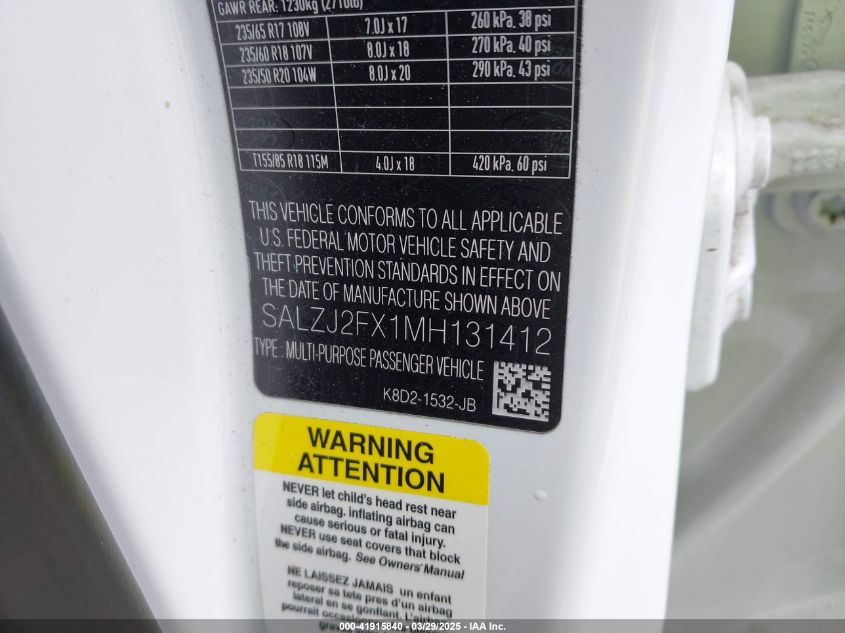 GAWR REAR: 1230kg (2710lb)
235/65 R17 108V 7.0J x 17 260 kPa, 38 psi
235/60 R18 107V 8.0J x 18 270 kPa, 40 psi
235/50 R20 104W 8.0J x 20 290 kPa, 43 psi
T155/85 R18 115M 4.0J x 18 420 kPa, 60 psi
THIS VEHICLE CONFORMS TO ALL APPLICABLE
U.S. FEDERAL MOTOR VEHICLE SAFETY AND
THEFT PREVENTION STANDARDS IN EFFECT ON
THE DATE OF MANUFACTURE SHOWN ABOVE
SALZJ2FX1MH131412
TYPE : MULTI-PURPOSE PASSENGER VEHICLE
K8D2-1532-JB
WARNING
ATTENTION
NEVER let child's head rest near
side airbag. inflating airbag can
cause serious or fatal injury.
NEVER use seat covers that block
the side airbag. See Owners' Manual
NE LAISSEZ JAMAIS un enfant
reposer sa tete pres d'un airbag
lateral en se gonflant. L'airbag
pourrait occasionner
000-41915840 - 03/29/2025 - IAA Inc.